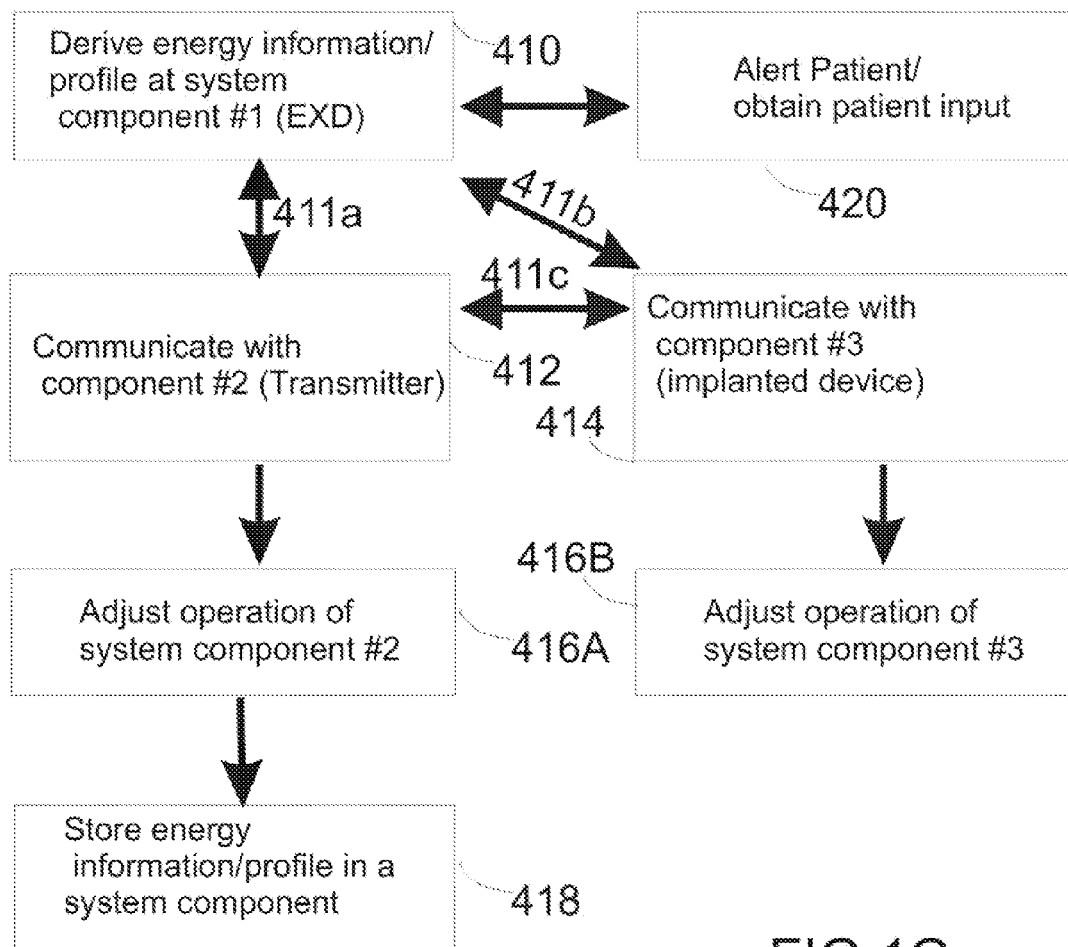 Derive energy information/
profile at system
component #1 (EXD)
410
Alert Patient/
obtain patient input
420
411a
411b
411c
Communicate with
component #2 (Transmitter)
412
Communicate with
component #3
(implanted device)
414
Adjust operation of
system component #2
416A
416B
Adjust operation of
system component #3
Store energy
information/profile in a
system component
418